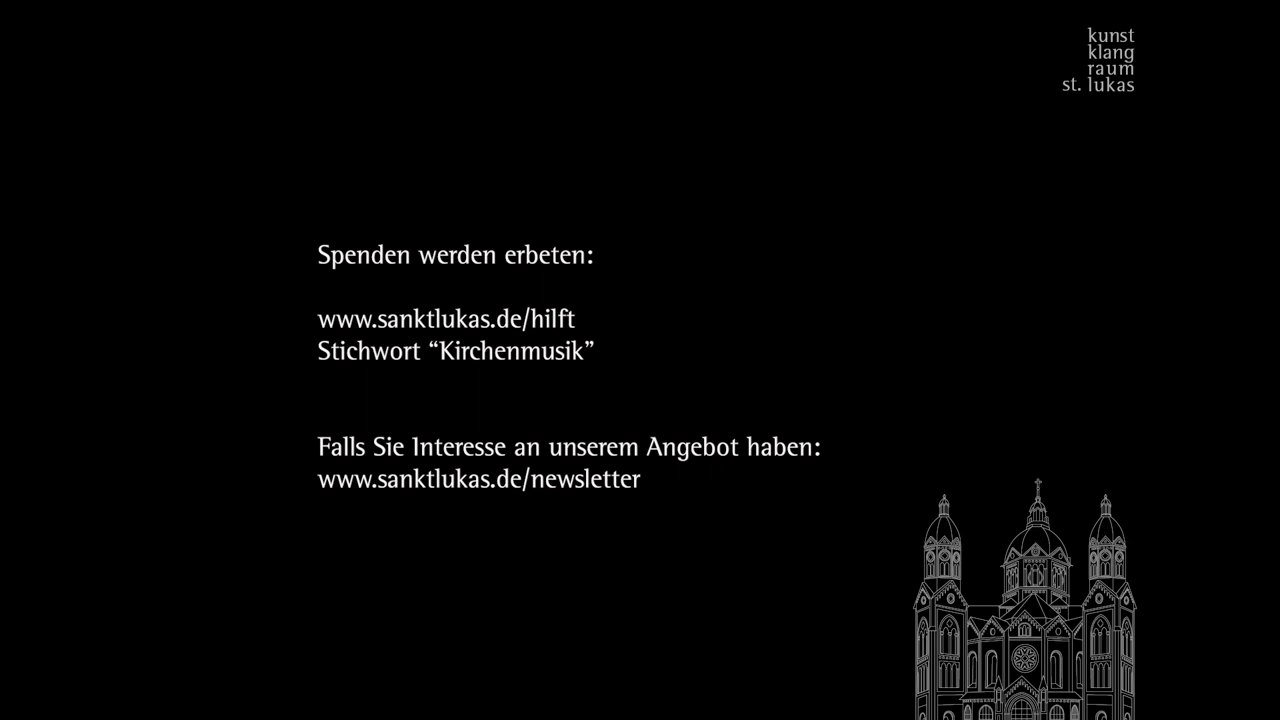 kunst
klang
raum
st. lukas
Spenden werden erbeten:
www.sanktlukas.de/hilft
Stichwort “Kirchenmusik”
Falls Sie Interesse an unserem Angebot haben:
www.sanktlukas.de/newsletter